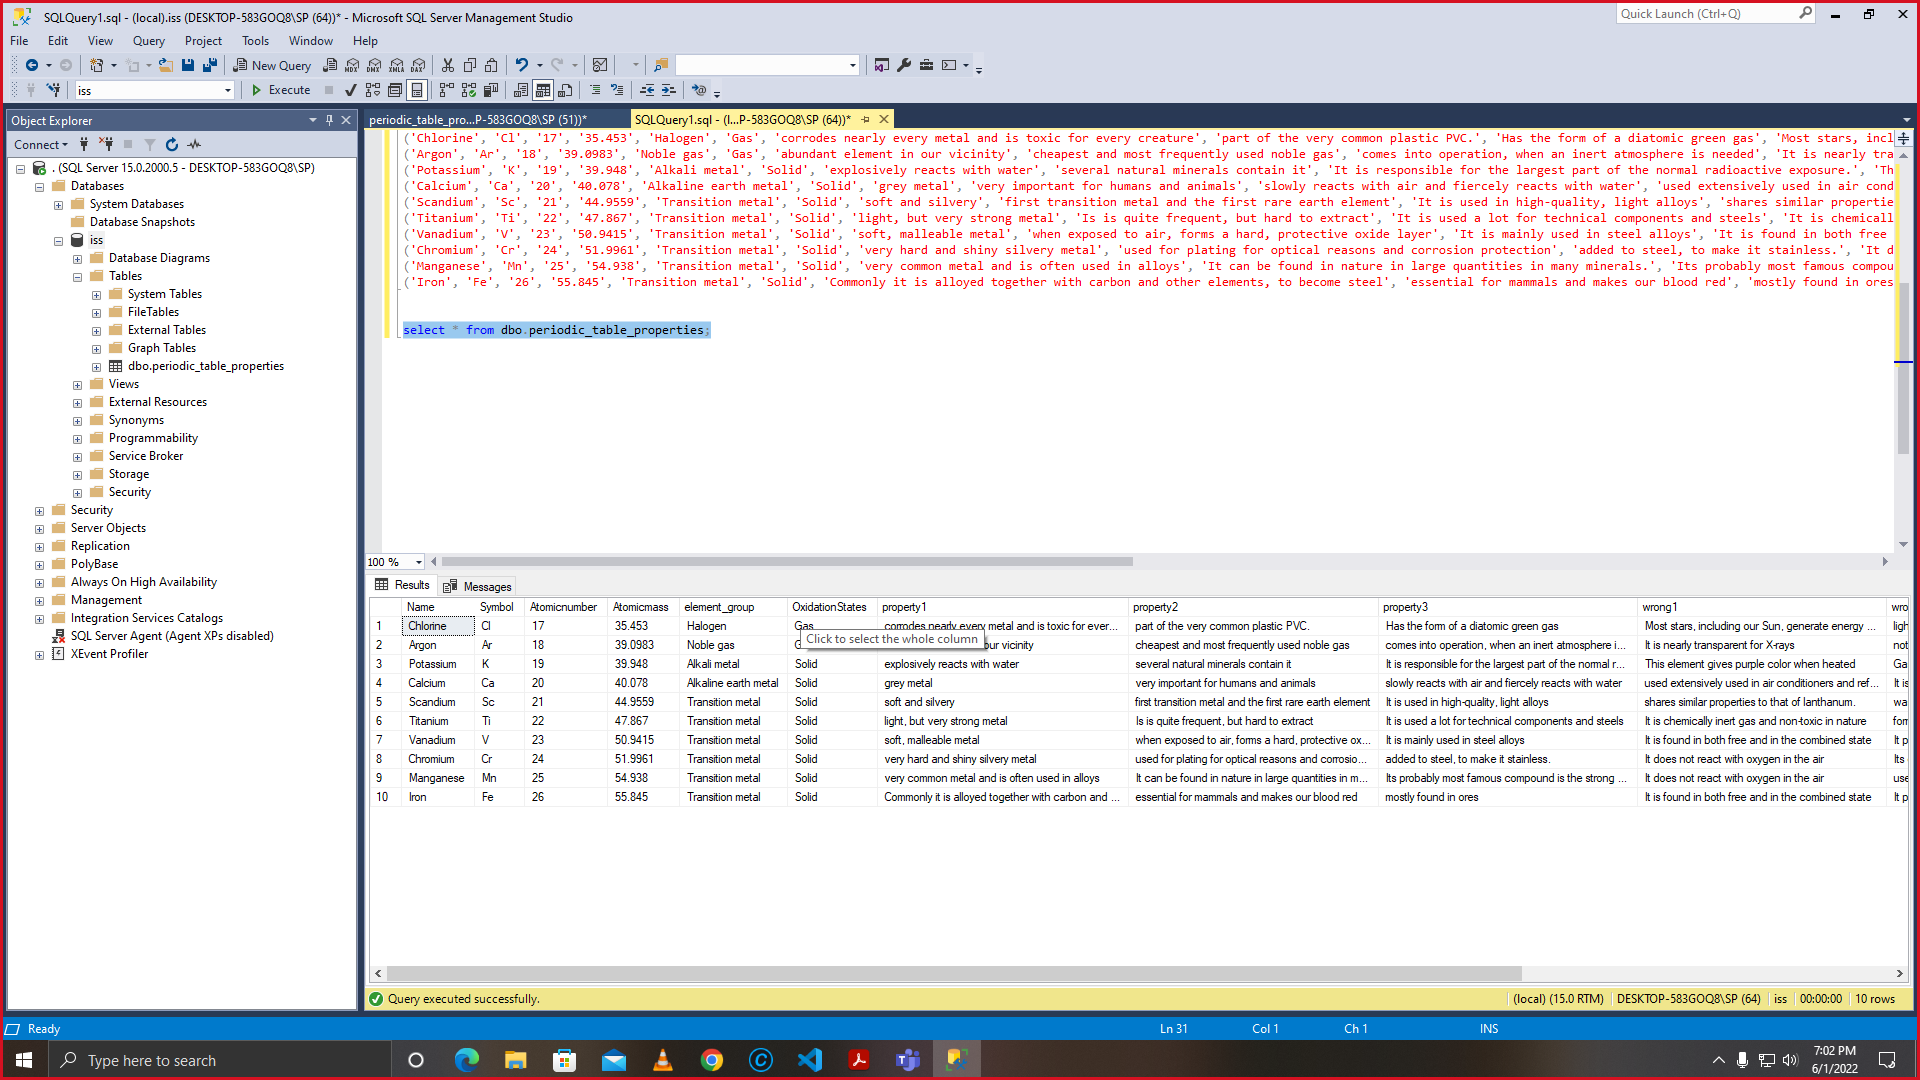 SQLQuery1.sql - (local).iss (DESKTOP-583GOQ8\SP (64))* - Microsoft SQL Server Management Studio
Quick Launch (Ctrl+Q)
File Edit View Query Project Tools Window Help
New Query
MDX DMX XMLA DAX
iss Execute
Object Explorer
Connect
. (SQL Server 15.0.2000.5 - DESKTOP-583GOQ8\SP)
Databases
System Databases
Database Snapshots
iss
Database Diagrams
Tables
System Tables
FileTables
External Tables
Graph Tables
dbo.periodic_table_properties
Views
External Resources
Synonyms
Programmability
Service Broker
Storage
Security
Security
Server Objects
Replication
PolyBase
Always On High Availability
Management
Integration Services Catalogs
SQL Server Agent (Agent XPs disabled)
XEvent Profiler
periodic_table_pro...P-583GOQ8\SP (51))* SQLQuery1.sql - (l...P-583GOQ8\SP (64))*
('Chlorine', 'Cl', '17', '35.453', 'Halogen', 'Gas', 'corrodes nearly every metal and is toxic for every creature', 'part of the very common plastic PVC.', 'Has the form of a diatomic green gas', 'Most stars, incl
('Argon', 'Ar', '18', '39.0983', 'Noble gas', 'Gas', 'abundant element in our vicinity', 'cheapest and most frequently used noble gas', 'comes into operation, when an inert atmosphere is needed', 'It is nearly tra
('Potassium', 'K', '19', '39.948', 'Alkali metal', 'Solid', 'explosively reacts with water', 'several natural minerals contain it', 'It is responsible for the largest part of the normal radioactive exposure.', 'Th
('Calcium', 'Ca', '20', '40.078', 'Alkaline earth metal', 'Solid', 'grey metal', 'very important for humans and animals', 'slowly reacts with air and fiercely reacts with water', 'used extensively used in air cond
('Scandium', 'Sc', '21', '44.9559', 'Transition metal', 'Solid', 'soft and silvery', 'first transition metal and the first rare earth element', 'It is used in high-quality, light alloys', 'shares similar propertie
('Titanium', 'Ti', '22', '47.867', 'Transition metal', 'Solid', 'light, but very strong metal', 'Is is quite frequent, but hard to extract', 'It is used a lot for technical components and steels', 'It is chemicall
('Vanadium', 'V', '23', '50.9415', 'Transition metal', 'Solid', 'soft, malleable metal', 'when exposed to air, forms a hard, protective oxide layer', 'It is mainly used in steel alloys', 'It is found in both free
('Chromium', 'Cr', '24', '51.9961', 'Transition metal', 'Solid', 'very hard and shiny silvery metal', 'used for plating for optical reasons and corrosion protection', 'added to steel, to make it stainless.', 'It d
('Manganese', 'Mn', '25', '54.938', 'Transition metal', 'Solid', 'very common metal and is often used in alloys', 'It can be found in nature in large quantities in many minerals.', 'Its probably most famous compou
('Iron', 'Fe', '26', '55.845', 'Transition metal', 'Solid', 'Commonly it is alloyed together with carbon and other elements, to become steel', 'essential for mammals and makes our blood red', 'mostly found in ores
select * from dbo.periodic_table_properties;
100 %
Results Messages
Name Symbol Atomicnumber Atomicmass element_group OxidationStates property1 property2 property3 wrong1 wro
1 Chlorine Cl 17 35.453 Halogen Gas corrodes nearly every metal and is toxic for ever... part of the very common plastic PVC. Has the form of a diatomic green gas Most stars, including our Sun, generate energy ... ligh
Click to select the whole column
2 Argon Ar 18 39.0983 Noble gas G our vicinity cheapest and most frequently used noble gas comes into operation, when an inert atmosphere i... It is nearly transparent for X-rays not
3 Potassium K 19 39.948 Alkali metal Solid explosively reacts with water several natural minerals contain it It is responsible for the largest part of the normal r... This element gives purple color when heated Ga
4 Calcium Ca 20 40.078 Alkaline earth metal Solid grey metal very important for humans and animals slowly reacts with air and fiercely reacts with water used extensively used in air conditioners and ref... It is
5 Scandium Sc 21 44.9559 Transition metal Solid soft and silvery first transition metal and the first rare earth element It is used in high-quality, light alloys shares similar properties to that of lanthanum. wa
6 Titanium Ti 22 47.867 Transition metal Solid light, but very strong metal Is is quite frequent, but hard to extract It is used a lot for technical components and steels It is chemically inert gas and non-toxic in nature fom
7 Vanadium V 23 50.9415 Transition metal Solid soft, malleable metal when exposed to air, forms a hard, protective ox... It is mainly used in steel alloys It is found in both free and in the combined state It p
8 Chromium Cr 24 51.9961 Transition metal Solid very hard and shiny silvery metal used for plating for optical reasons and corrosio... added to steel, to make it stainless. It does not react with oxygen in the air Its
9 Manganese Mn 25 54.938 Transition metal Solid very common metal and is often used in alloys It can be found in nature in large quantities in m... Its probably most famous compound is the strong ... It does not react with oxygen in the air use
10 Iron Fe 26 55.845 Transition metal Solid Commonly it is alloyed together with carbon and ... essential for mammals and makes our blood red mostly found in ores It is found in both free and in the combined state It p
Query executed successfully. (local) (15.0 RTM) DESKTOP-583GOQ8\SP (64) iss 00:00:00 10 rows
Ready Ln 31 Col 1 Ch 1 INS
Type here to search
7:02 PM
6/1/2022